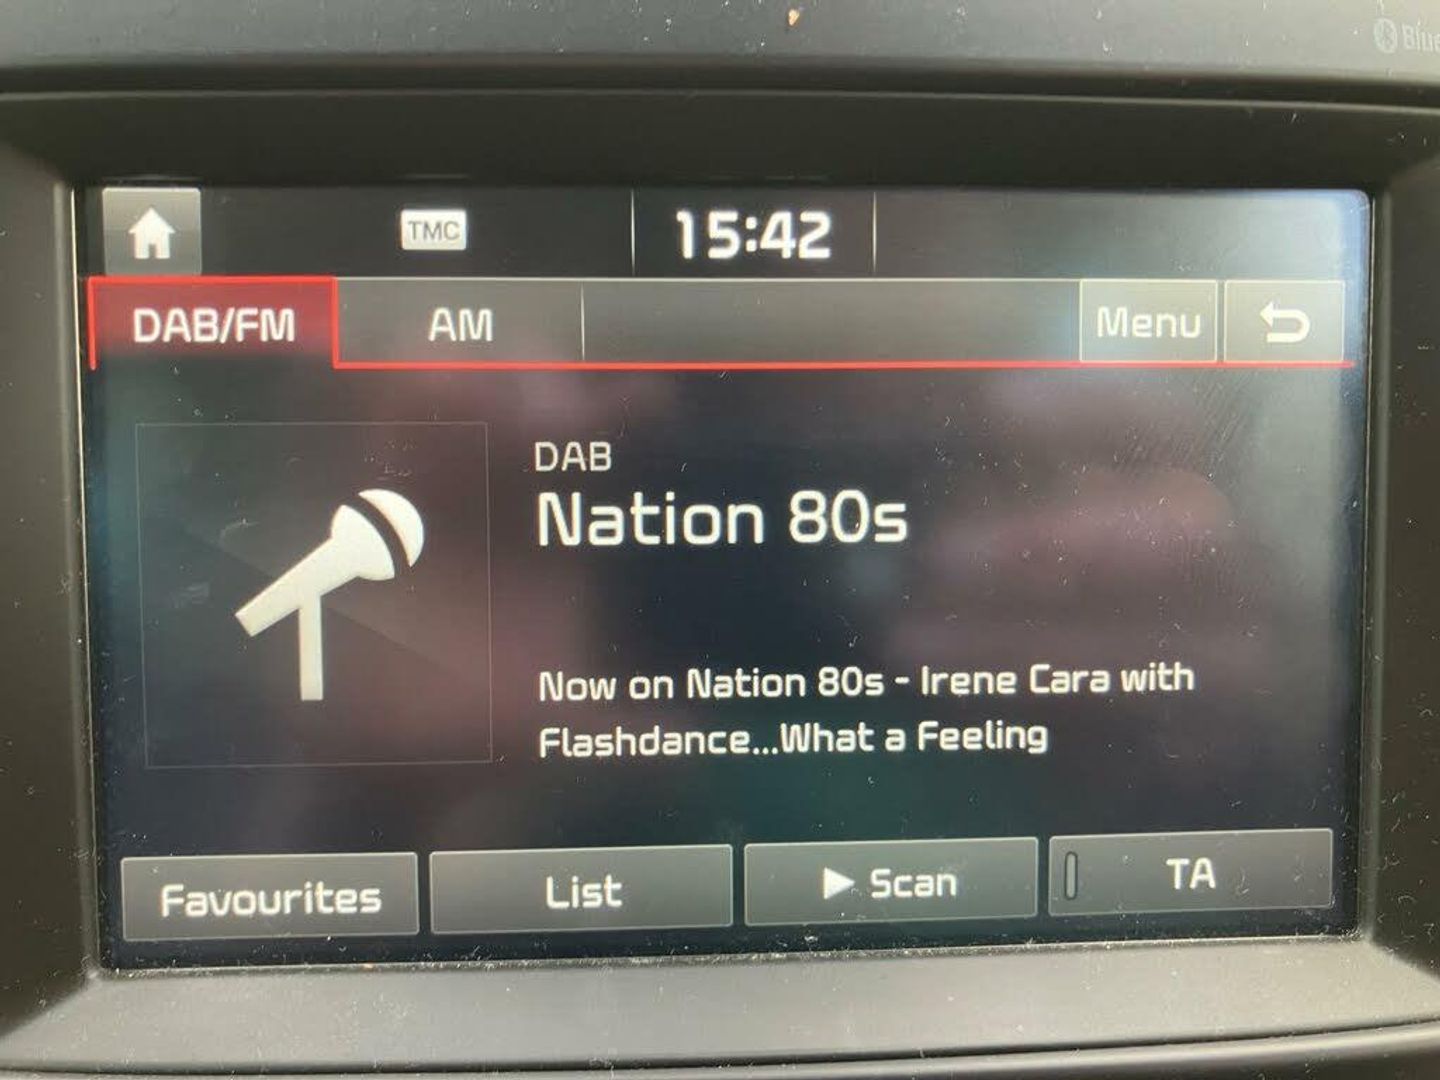 Blue
TMC
15:42
DAB/FM
AM
Menu
DAB
Nation 80s
Now on Nation 80s - Irene Cara with
Flashdance...What a Feeling
Favourites
List
Scan
TA